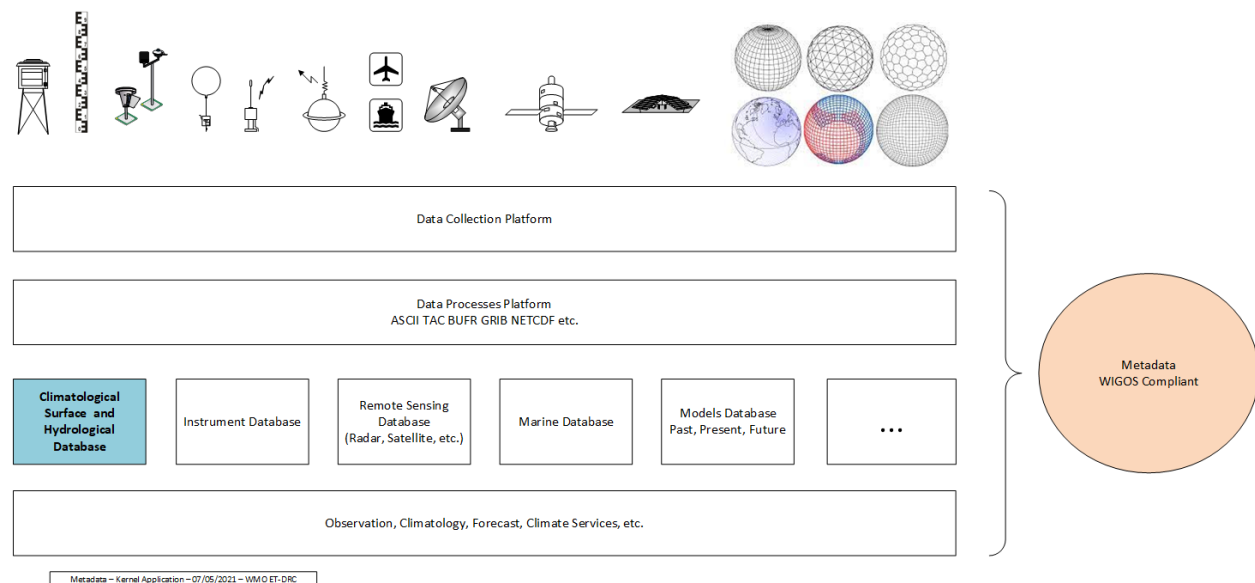 Data Collection Platform
Data Processes Platform
ASCII TAC BUFR GRIB NETCDF etc.
Climatological
Surface and
Hydrological
Database
Instrument Database
Remote Sensing
Database
(Radar, Satellite, etc.)
Marine Database
Models Database
Past, Present, Future
...
Metadada
WIGOS Compliant
Observation, Climatology, Forecast, Climate Services, etc.
Metadata – Kernel Application – 07/05/2021 – WMO ET-DRC